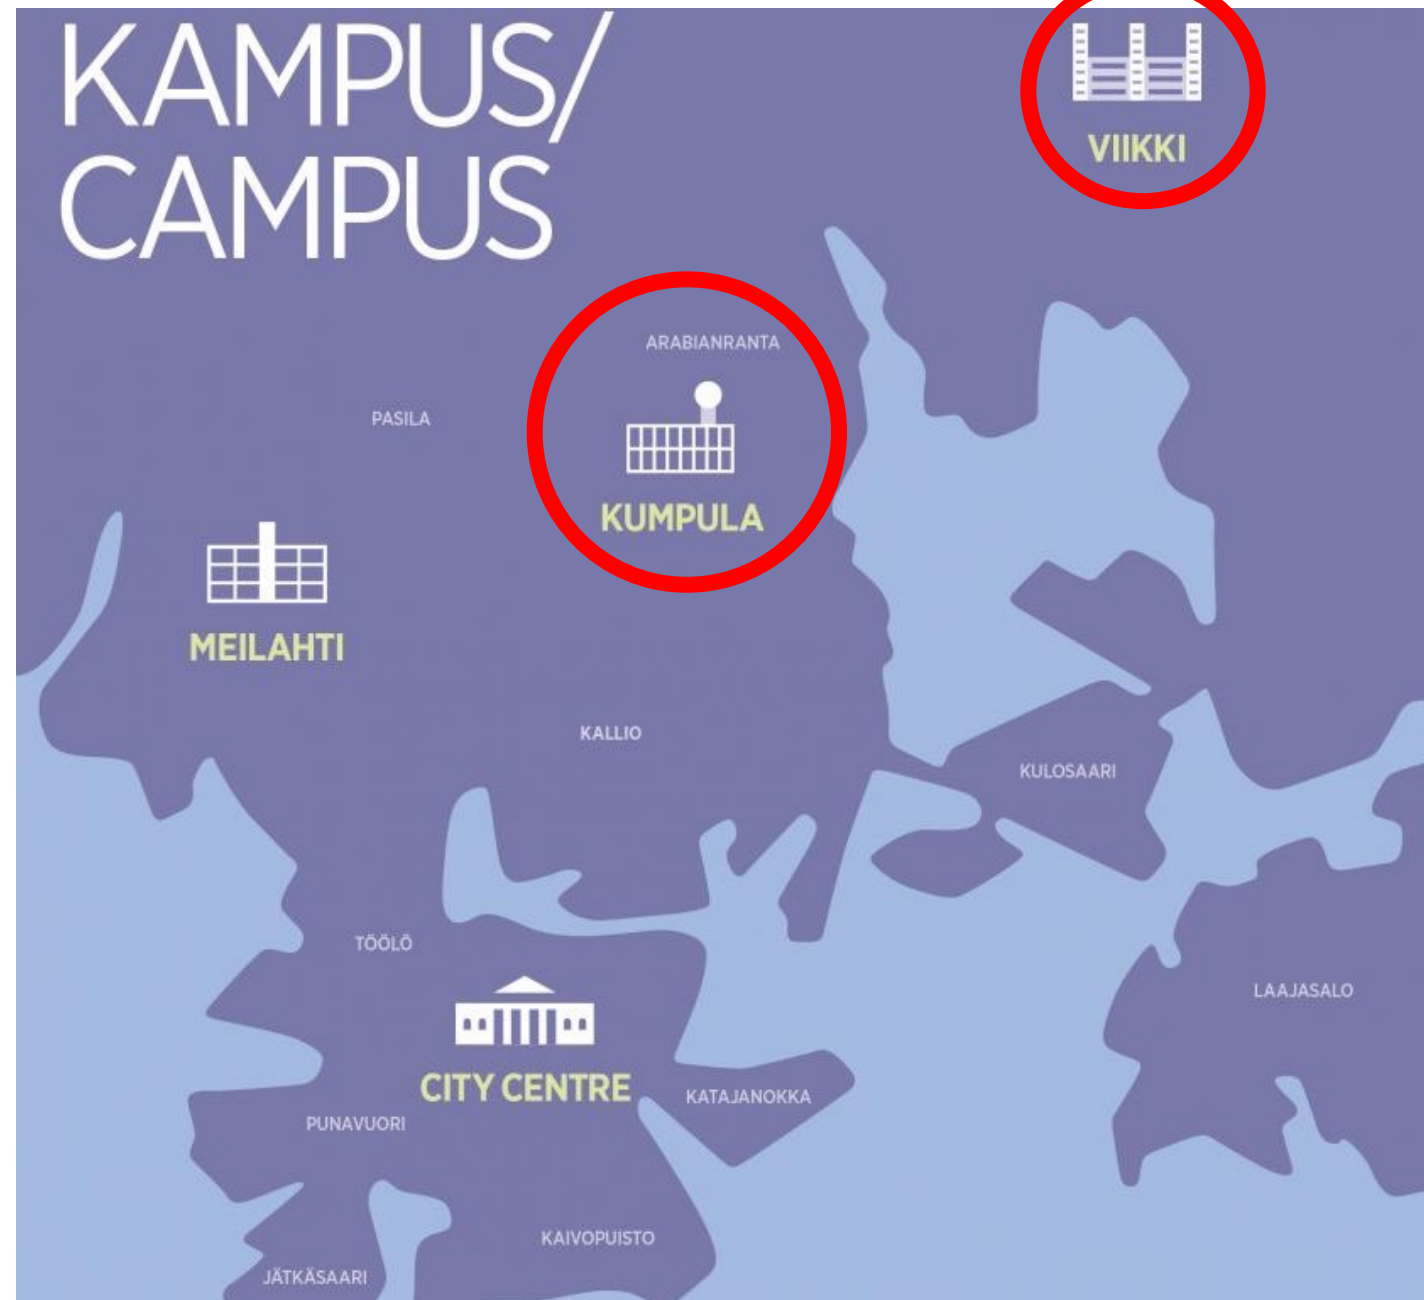 KAMPUS/
CAMPUS
VIIKKI
ARABIANRANTA
PASILA
KUMPULA
MEILAHTI
KALLIO
KULOSAARI
TÖÖLÖ
LAAJASALO
CITY CENTRE
KATAJANOKKA
PUNAVUORI
KAIVOPUISTO
JÄTKÄSAARI